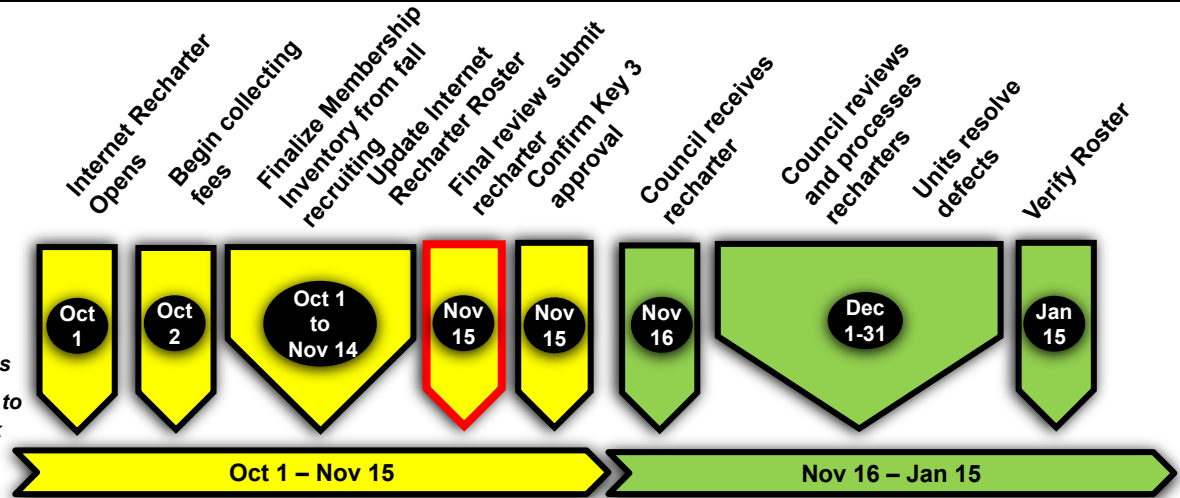 Internet Recharter
Opens
Begin collecting
fees
Finalize Membership
Inventory from fall
recruiting
Update Internet
Recharter Roster
Final review submit
recharter
Confirm Key 3
approval
Council receives
recharter
Council reviews
and processes
recharters
Units resolve
defects
Verify Roster
Oct
1
Oct
2
Oct 1
to
Nov 14
Nov
15
Nov
15
Nov
16
Dec
1-31
Jan
15
to
Oct 1 – Nov 15
Nov 16 – Jan 15